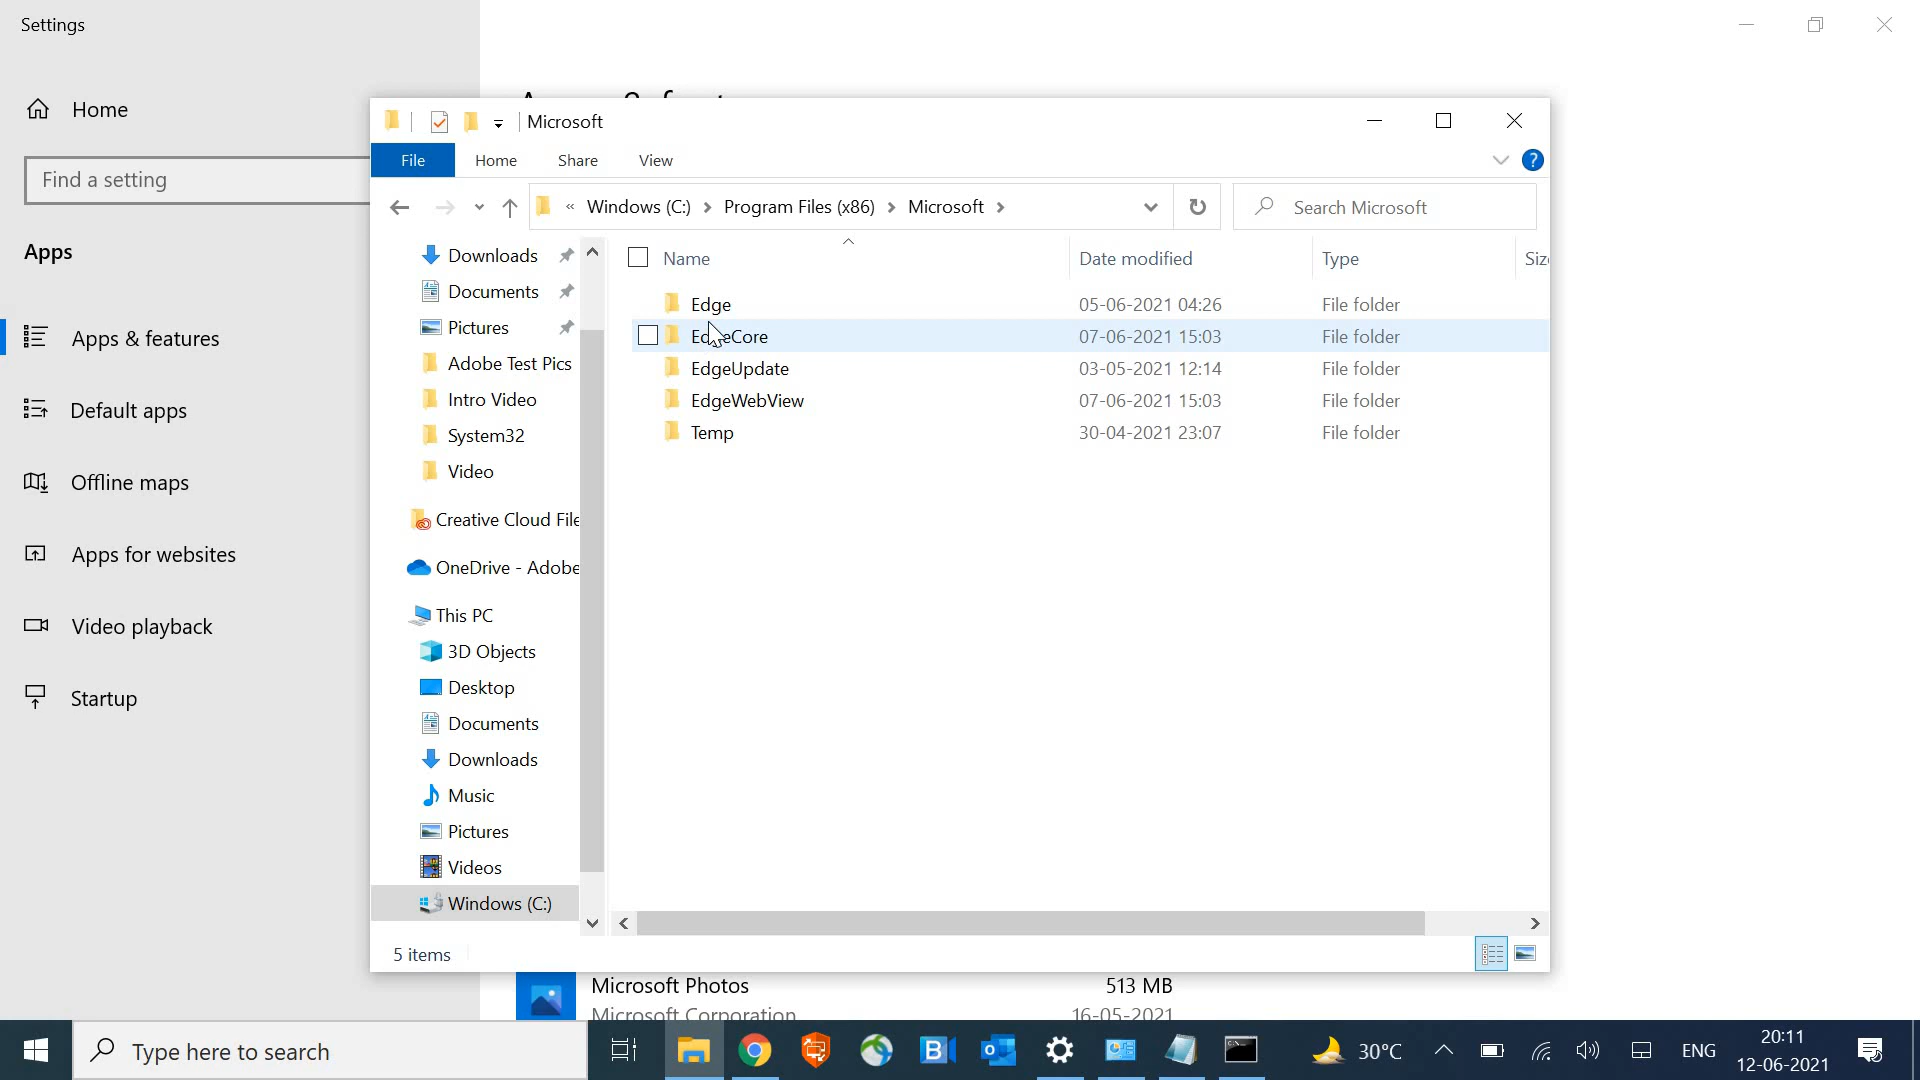 Settings
Home
Find a setting
Apps
Apps & features
Default apps
Offline maps
Apps for websites
Video playback
Startup
Microsoft
File Home Share View
« Windows (C:) > Program Files (x86) > Microsoft >
Search Microsoft
Downloads
Documents
Pictures
Adobe Test Pics
Intro Video
System32
Video
Creative Cloud File
OneDrive - Adobe
This PC
3D Objects
Desktop
Documents
Downloads
Music
Pictures
Videos
Windows (C:)
Name Date modified Type Siz
Edge 05-06-2021 04:26 File folder
EdgeCore 07-06-2021 15:03 File folder
EdgeUpdate 03-05-2021 12:14 File folder
EdgeWebView 07-06-2021 15:03 File folder
Temp 30-04-2021 23:07 File folder
5 items
Microsoft Photos 513 MB
Microsoft Corporation 16-05-2021
Type here to search
30°C
ENG
20:11
12-06-2021